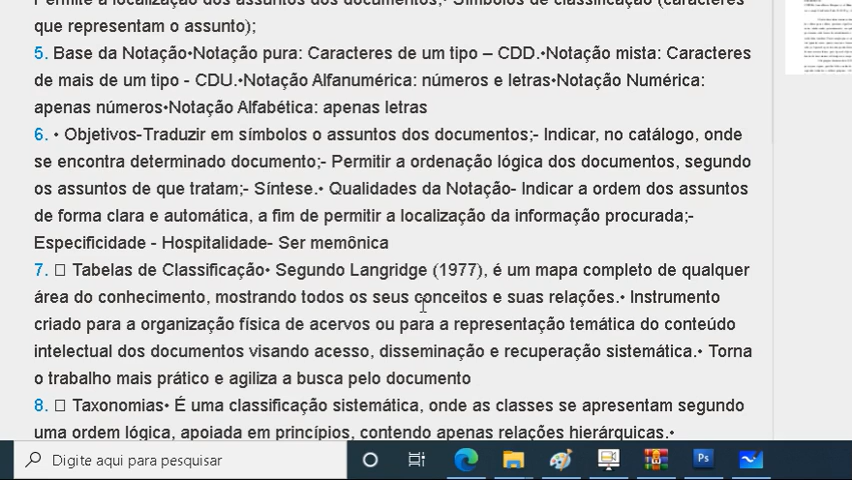 Permite a localização dos assuntos dos documentos;• Símbolos de classificação (caracteres
que representam o assunto);
5. Base da Notação•Notação pura: Caracteres de um tipo – CDD.•Notação mista: Caracteres
de mais de um tipo - CDU.•Notação Alfanumérica: números e letras•Notação Numérica:
apenas números•Notação Alfabética: apenas letras
6. • Objetivos-Traduzir em símbolos o assuntos dos documentos;- Indicar, no catálogo, onde
se encontra determinado documento;- Permitir a ordenação lógica dos documentos, segundo
os assuntos de que tratam;- Síntese.• Qualidades da Notação- Indicar a ordem dos assuntos
de forma clara e automática, a fim de permitir a localização da informação procurada;-
Especificidade - Hospitalidade- Ser memônica
7. Tabelas de Classificação• Segundo Langridge (1977), é um mapa completo de qualquer
área do conhecimento, mostrando todos os seus conceitos e suas relações.• Instrumento
criado para a organização física de acervos ou para a representação temática do conteúdo
intelectual dos documentos visando acesso, disseminação e recuperação sistemática.• Torna
o trabalho mais prático e agiliza a busca pelo documento
8. Taxonomias• É uma classificação sistemática, onde as classes se apresentam segundo
uma ordem lógica, apoiada em princípios, contendo apenas relações hierárquicas.•
Digite aqui para pesquisar
Ps